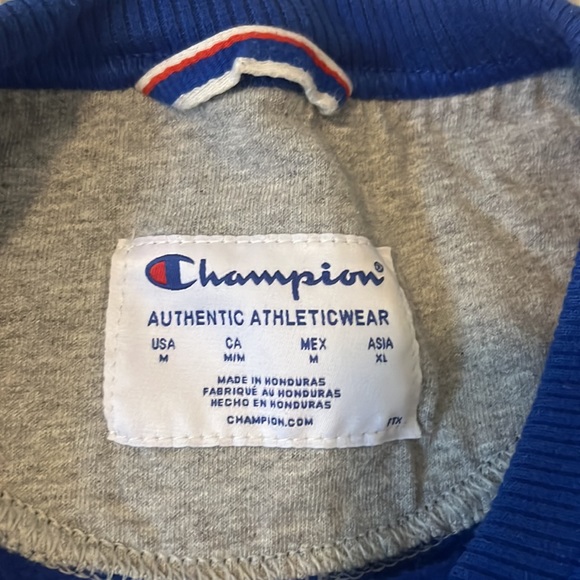 Champion®
AUTHENTIC ATHLETICWEAR
USA CA MEX ASIA
M M/M M XL
MADE IN HONDURAS
FABRIQUÉ AU HONDURAS
HECHO EN HONDURAS
CHAMPION.COM
ITX